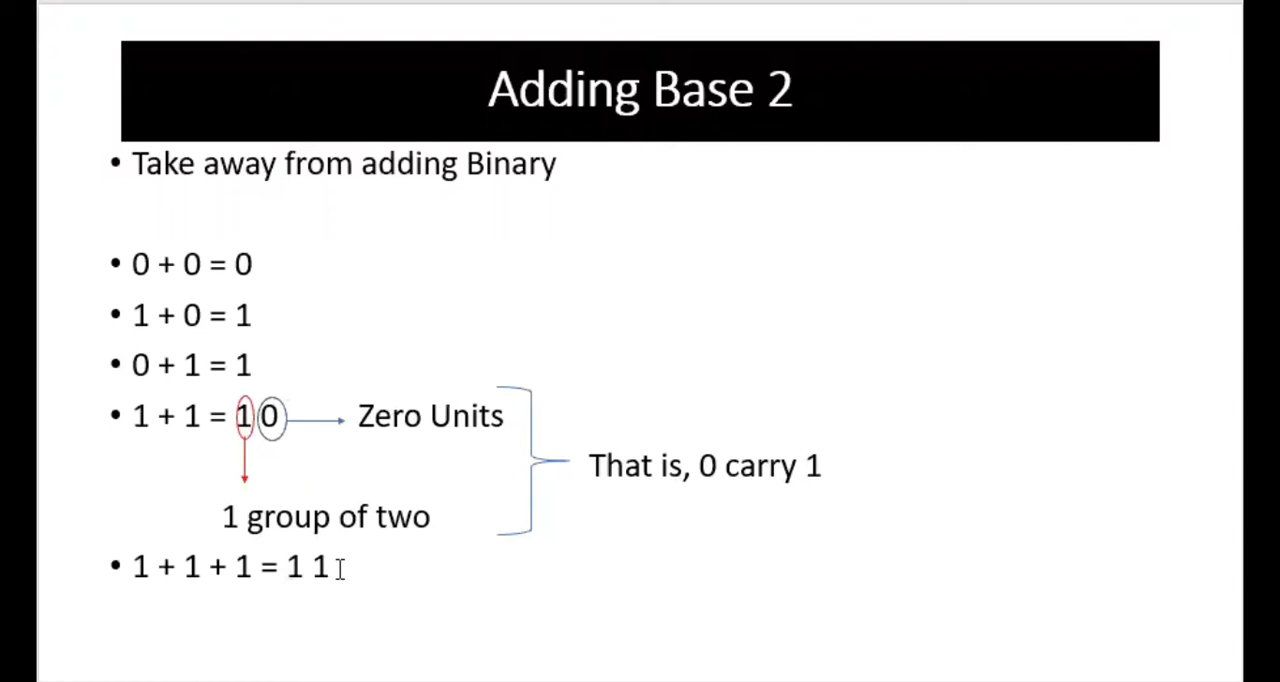 Adding Base 2
• Take away from adding Binary
• 0 + 0 = 0
• 1 + 0 = 1
• 0 + 1 = 1
• 1 + 1 = 1 0 Zero Units
That is, 0 carry 1
1 group of two
• 1 + 1 + 1 = 1 1